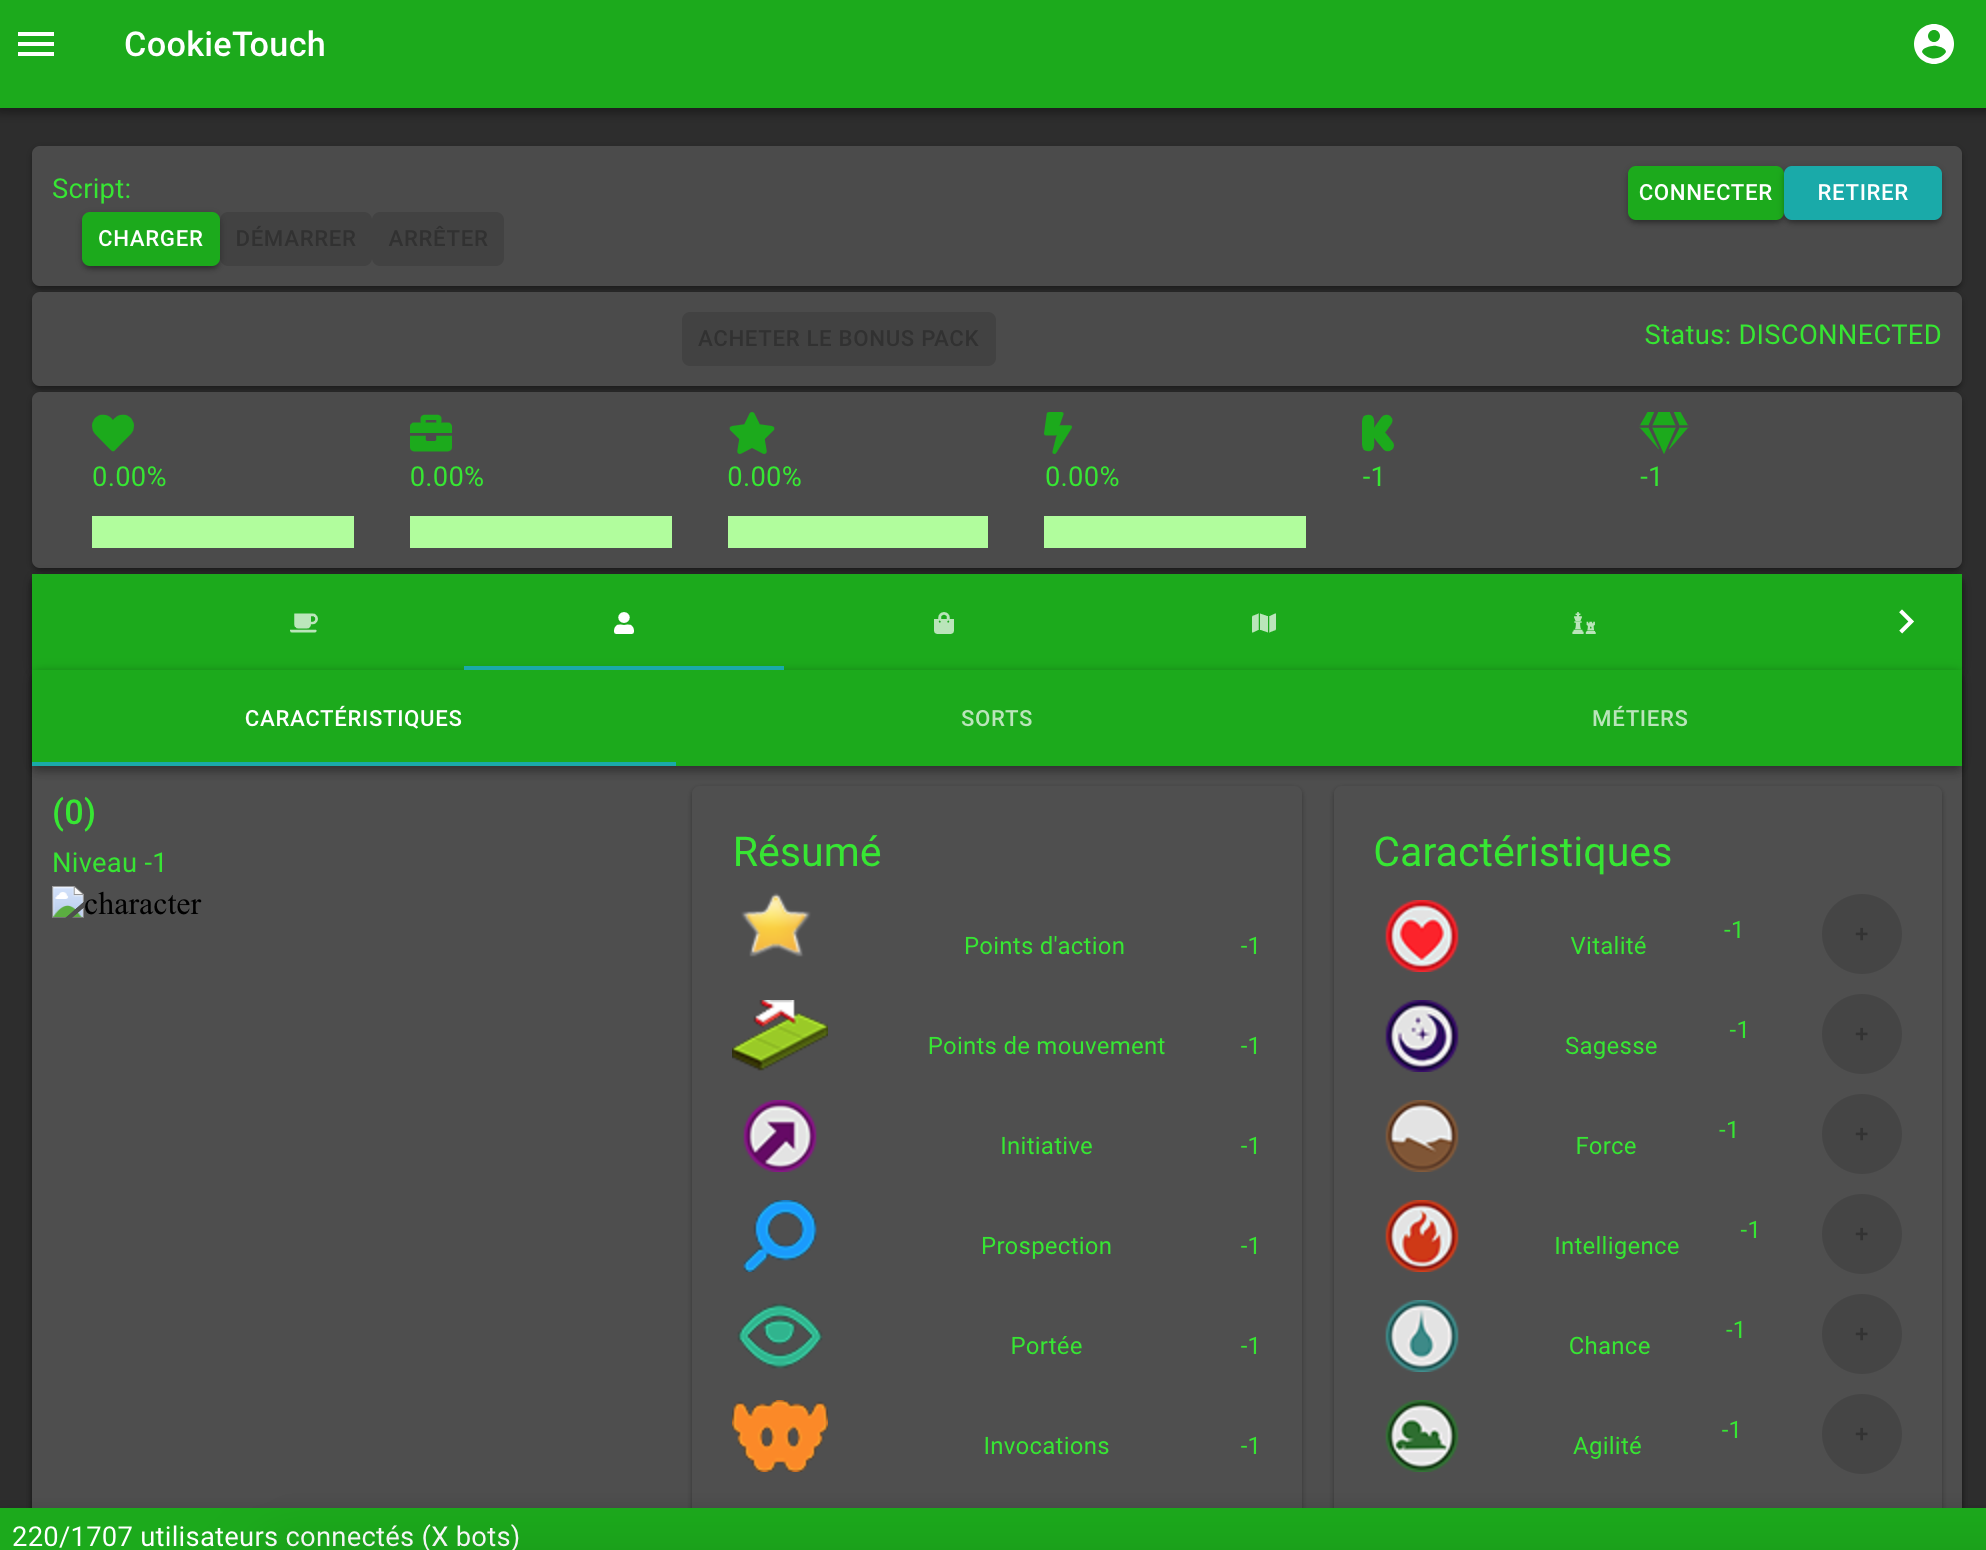 CookieTouch
Script:
CHARGER DÉMARRER ARRÊTER
CONNECTER RETIRER
ACHETER LE BONUS PACK
Status: DISCONNECTED
0.00% 0.00% 0.00% 0.00% -1 -1
CARACTÉRISTIQUES SORTS MÉTIERS
(0)
Niveau -1
character
Résumé
Points d'action -1
Points de mouvement -1
Initiative -1
Prospection -1
Portée -1
Invocations -1
Caractéristiques
Vitalité -1 +
Sagesse -1 +
Force -1 +
Intelligence -1 +
Chance -1 +
Agilité -1 +
220/1707 utilisateurs connectés (X bots)